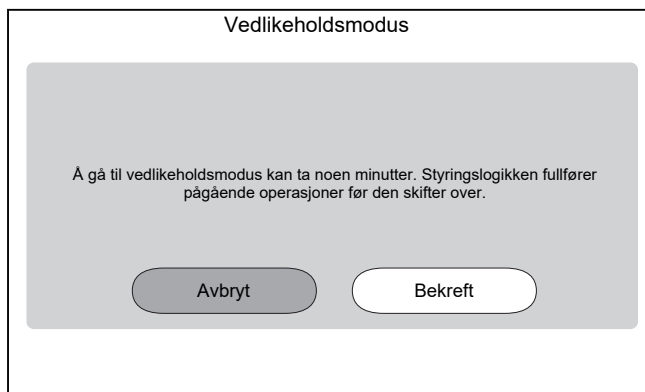 Vedlikeholdsmodus
Å gå til vedlikeholdsmodus kan ta noen minutter. Styringslogikken fullfører
pågående operasjoner før den skifter over.
Avbryt
Bekreft